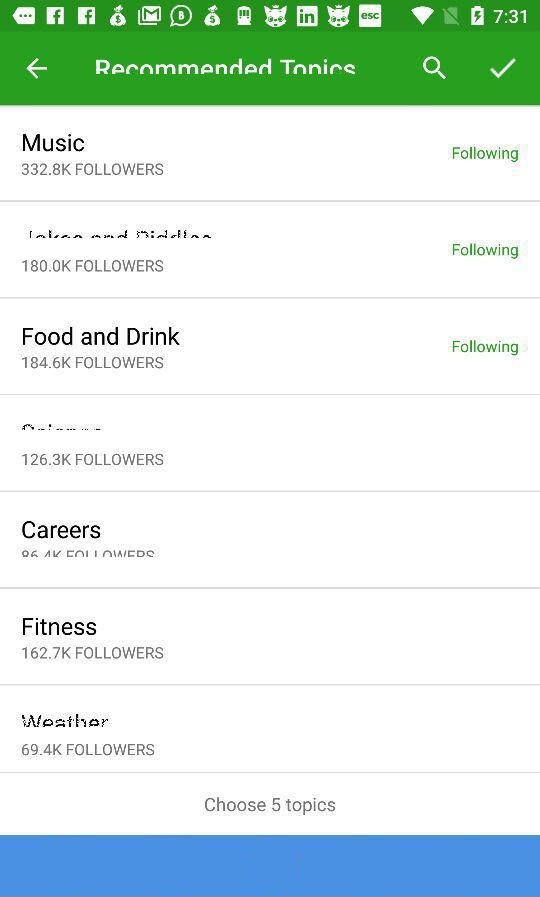 esc 7:31
Recommended Topics
Music
332.8K FOLLOWERS
Following
Jokes and Riddles
180.0K FOLLOWERS
Following
Food and Drink
184.6K FOLLOWERS
Following
126.3K FOLLOWERS
Careers
86.4K FOLLOWERS
Fitness
162.7K FOLLOWERS
Weather
69.4K FOLLOWERS
Choose 5 topics